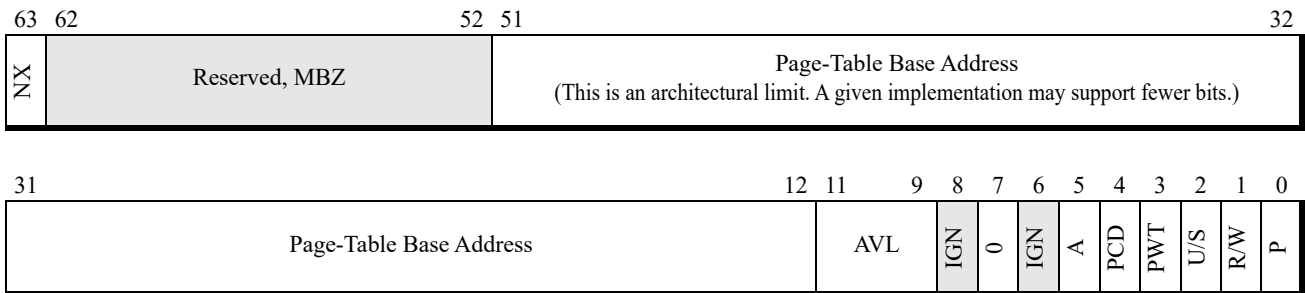 63 62 52 51 32
NX Reserved, MBZ Page-Table Base Address
(This is an architectural limit. A given implementation may support fewer bits.)
31 12 11 9 8 7 6 5 4 3 2 1 0
Page-Table Base Address AVL IGN 0 IGN A PCD PWT U/S R/W P